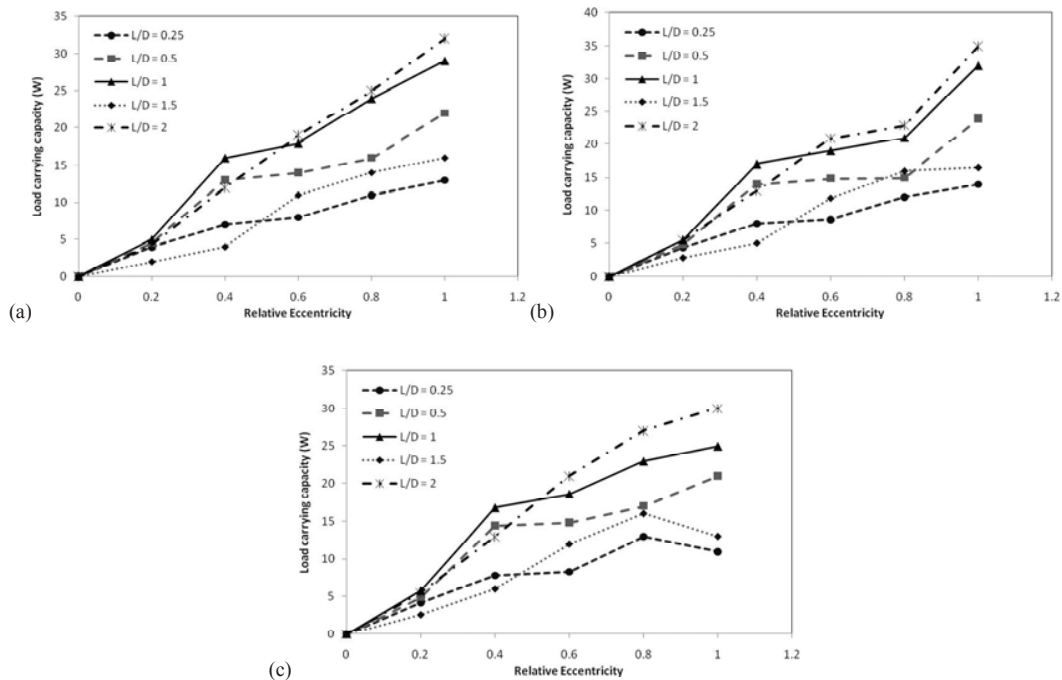 35
30
25
20
15
10
5
0
Load carrying capacity (W)
L/D = 0.25
L/D = 0.5
L/D = 1
L/D = 1.5
L/D = 2
0 0.2 0.4 0.6 0.8 1 1.2
Relative Eccentricity
(a)
40
35
30
25
20
15
10
5
0
Load carrying capacity (W)
L/D = 0.25
L/D = 0.5
L/D = 1
L/D = 1.5
L/D = 2
0 0.2 0.4 0.6 0.8 1 1.2
Relative Eccentricity
(b)
35
30
25
20
15
10
5
0
Load carrying capacity (W)
L/D = 0.25
L/D = 0.5
L/D = 1
L/D = 1.5
L/D = 2
0 0.2 0.4 0.6 0.8 1 1.2
Relative Eccentricity
(c)